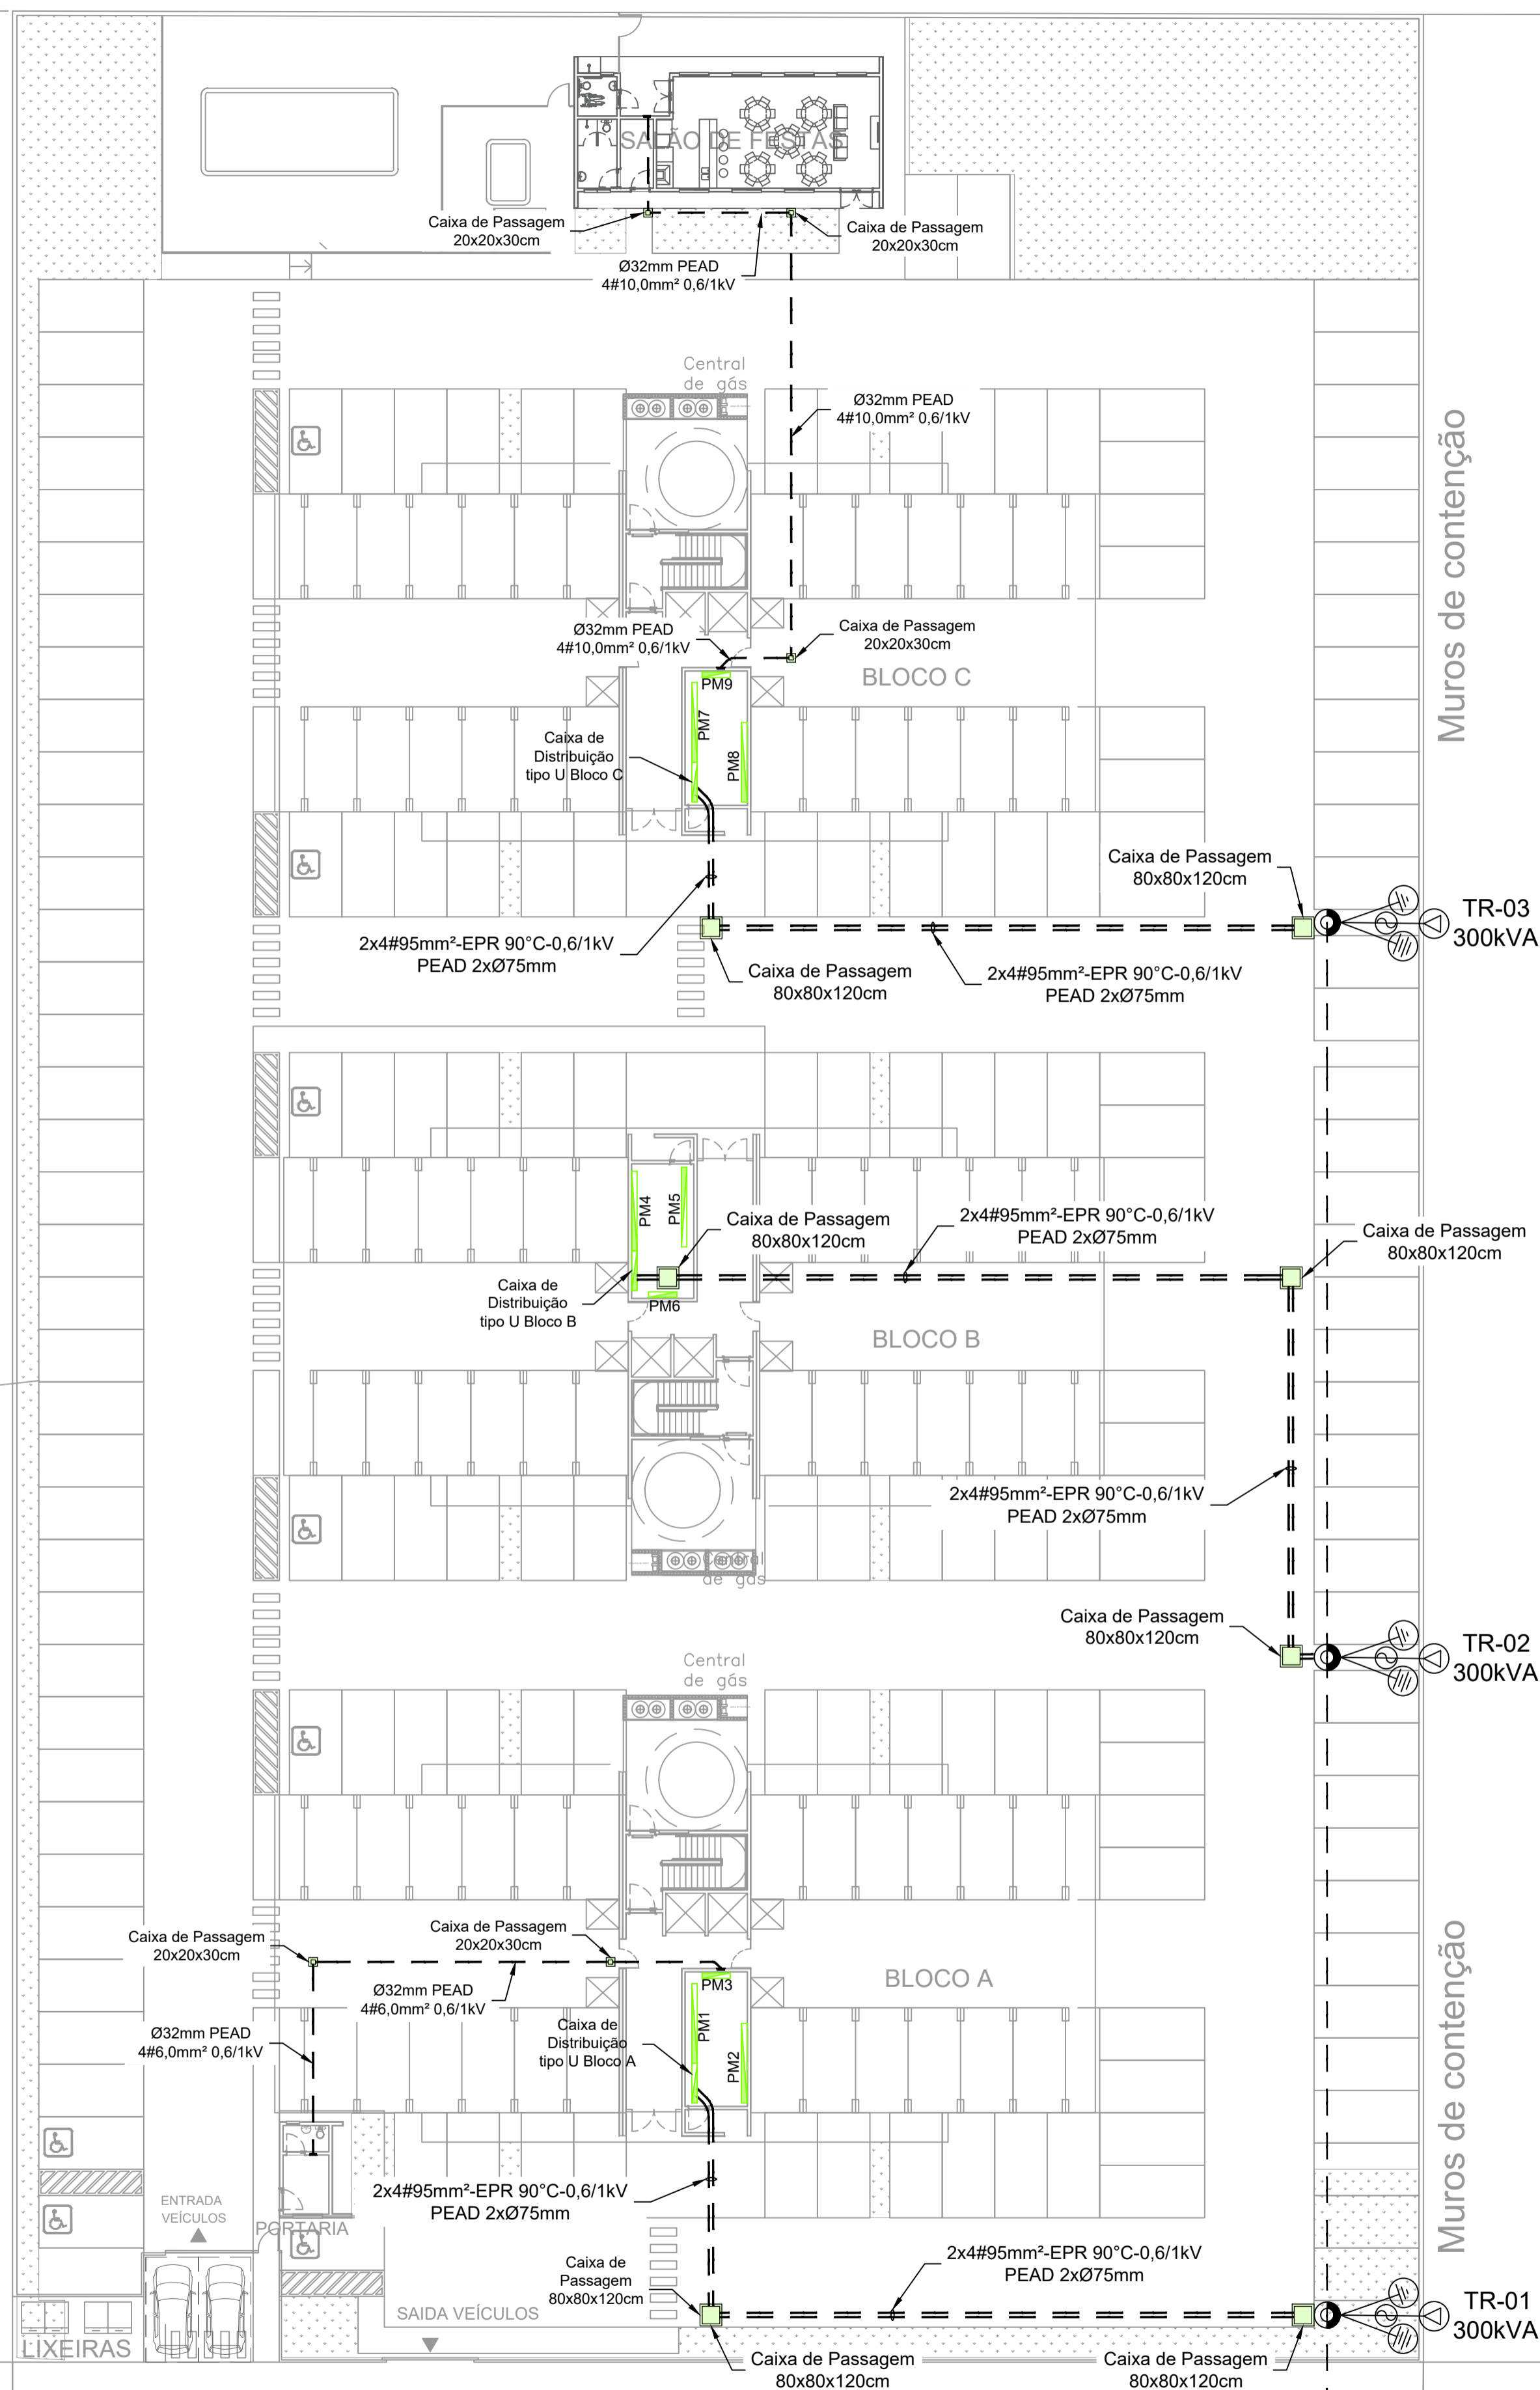 SALÃO DE FESTAS
Caixa de Passagem
20x20x30cm
Caixa de Passagem
20x20x30cm
Ø32mm PEAD
4#10,0mm² 0,6/1kV
Central
de gás
Ø32mm PEAD
4#10,0mm² 0,6/1kV
Muros de contenção
Ø32mm PEAD
4#10,0mm² 0,6/1kV
Caixa de Passagem
20x20x30cm
BLOCO C
PM9
PM7
PM8
Caixa de
Distribuição
tipo U Bloco C
Caixa de Passagem
80x80x120cm
TR-03
300kVA
2x4#95mm²-EPR 90°C-0,6/1kV
PEAD 2xØ75mm
Caixa de Passagem
80x80x120cm
2x4#95mm²-EPR 90°C-0,6/1kV
PEAD 2xØ75mm
PM4
PM5
Caixa de Passagem
80x80x120cm
2x4#95mm²-EPR 90°C-0,6/1kV
PEAD 2xØ75mm
Caixa de Passagem
80x80x120cm
Caixa de
Distribuição
tipo U Bloco B
PM6
BLOCO B
2x4#95mm²-EPR 90°C-0,6/1kV
PEAD 2xØ75mm
Central
de gás
Caixa de Passagem
80x80x120cm
TR-02
300kVA
Central
de gás
Caixa de Passagem
20x20x30cm
Caixa de Passagem
20x20x30cm
Ø32mm PEAD
4#6,0mm² 0,6/1kV
BLOCO A
PM3
PM1
PM2
Ø32mm PEAD
4#6,0mm² 0,6/1kV
Caixa de
Distribuição
tipo U Bloco A
Muros de contenção
2x4#95mm²-EPR 90°C-0,6/1kV
PEAD 2xØ75mm
ENTRADA
VEÍCULOS
PORTARIA
Caixa de
Passagem
80x80x120cm
2x4#95mm²-EPR 90°C-0,6/1kV
PEAD 2xØ75mm
TR-01
300kVA
SAIDA VEÍCULOS
LIXEIRAS
Caixa de Passagem
80x80x120cm
Caixa de Passagem
80x80x120cm